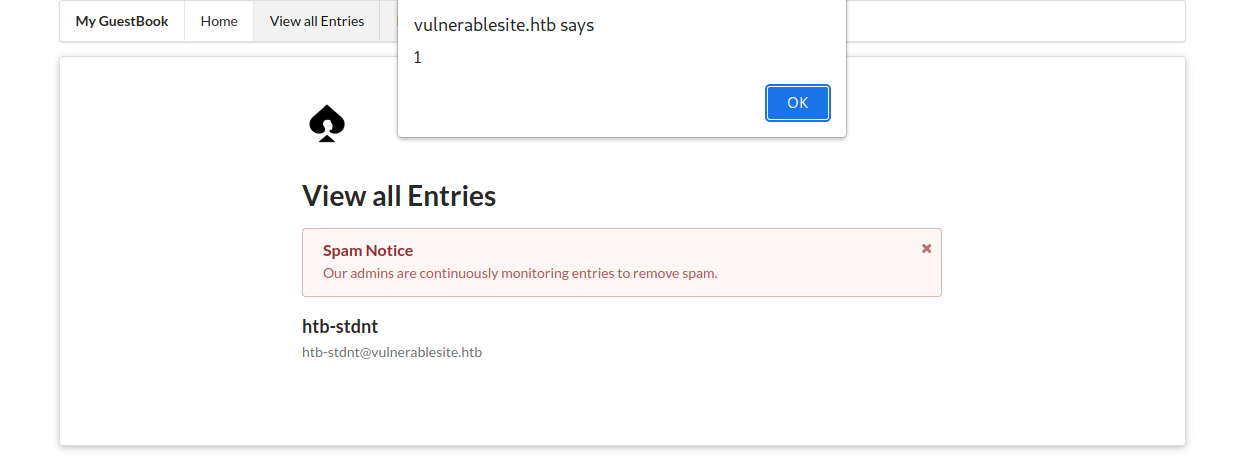 My GuestBook Home View all Entries
vulnerablesite.htb says
1
OK
View all Entries
Spam Notice
Our admins are continuously monitoring entries to remove spam.
htb-stdnt
htb-stdnt@vulnerablesite.htb